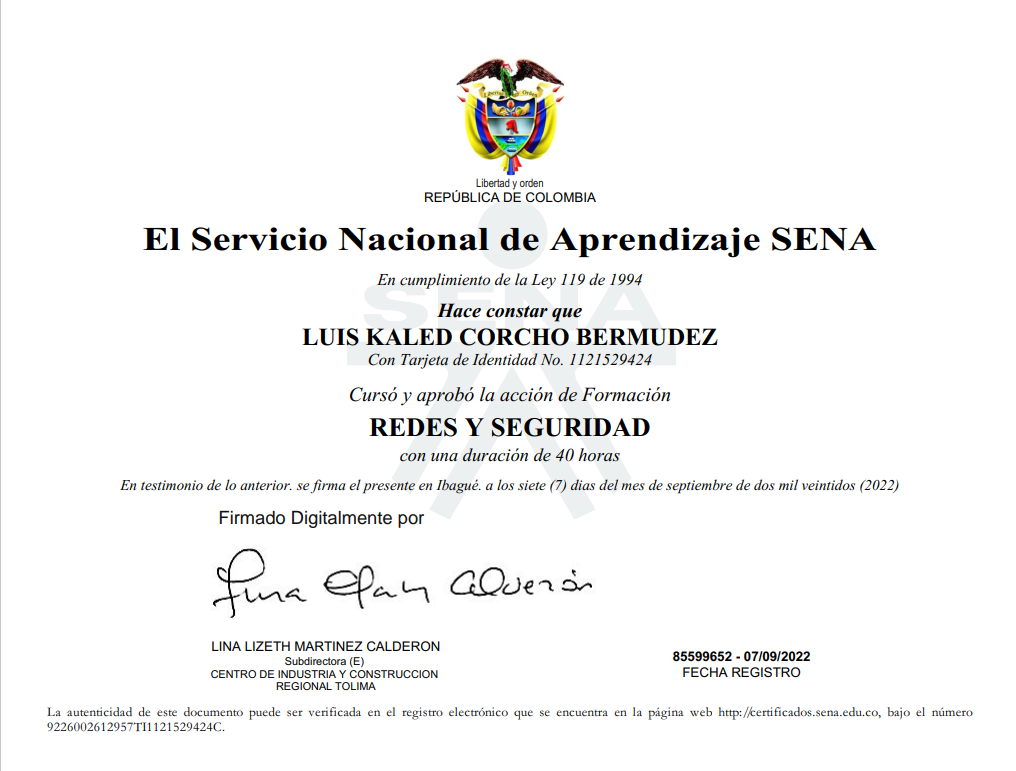 Libertad y Orden
Libertad y orden
REPÚBLICA DE COLOMBIA
El Servicio Nacional de Aprendizaje SENA
En cumplimiento de la Ley 119 de 1994
SENA
Hace constar que
LUIS KALED CORCHO BERMUDEZ
Con Tarjeta de Identidad No. 1121529424
Cursó y aprobó la acción de Formación
REDES Y SEGURIDAD
con una duración de 40 horas
En testimonio de lo anterior. se firma el presente en Ibagué. a los siete (7) dias del mes de septiembre de dos mil veintidos (2022)
Firmado Digitalmente por
LINA LIZETH MARTINEZ CALDERON
Subdirectora (E)
CENTRO DE INDUSTRIA Y CONSTRUCCION
REGIONAL TOLIMA
85599652 - 07/09/2022
FECHA REGISTRO
La autenticidad de este documento puede ser verificada en el registro electrónico que se encuentra en la página web http://certificados.sena.edu.co, bajo el número
9226002612957TI1121529424C.